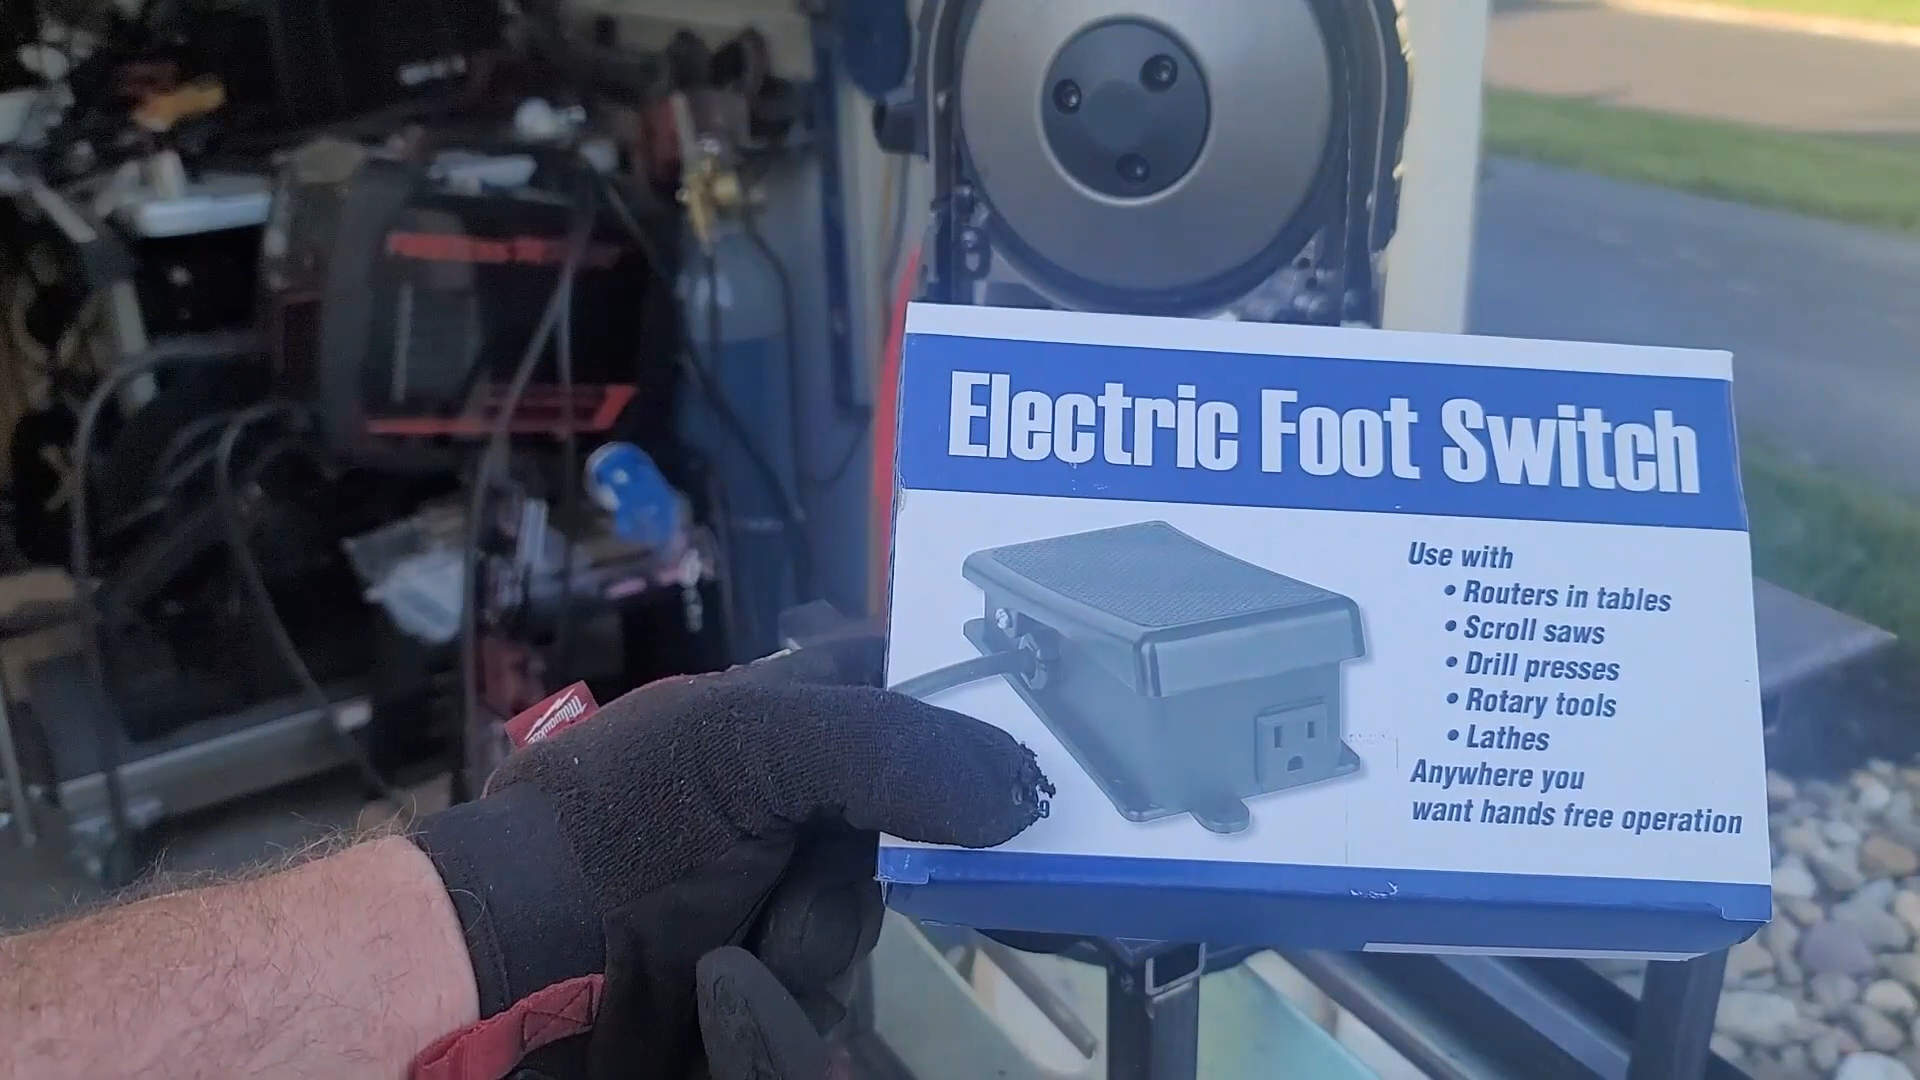 Electric Foot Switch
Use with
• Routers in tables
• Scroll saws
• Drill presses
• Rotary tools
• Lathes
Anywhere you
want hands free operation
Milwaukee